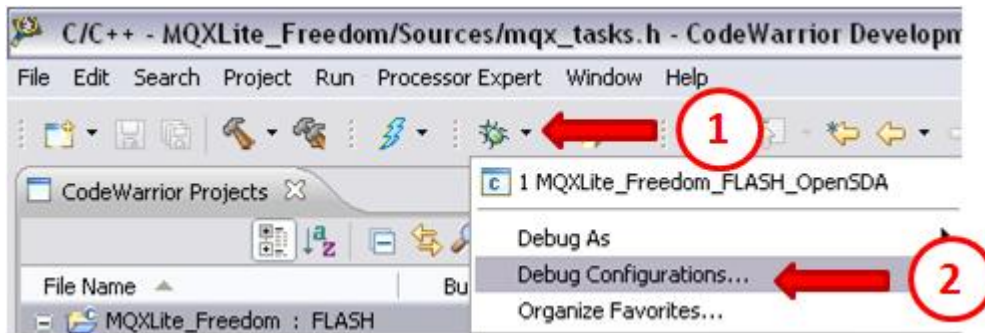 C/C++ - MQXLite_Freedom/Sources/mqx_tasks.h - CodeWarrior Developm
File Edit Search Project Run Processor Expert Window Help
1
CodeWarrior Projects
1 MQXLite_Freedom_FLASH_OpenSDA
Debug As
Debug Configurations...
2
File Name Bu
Organize Favorites...
MQXLite_Freedom : FLASH